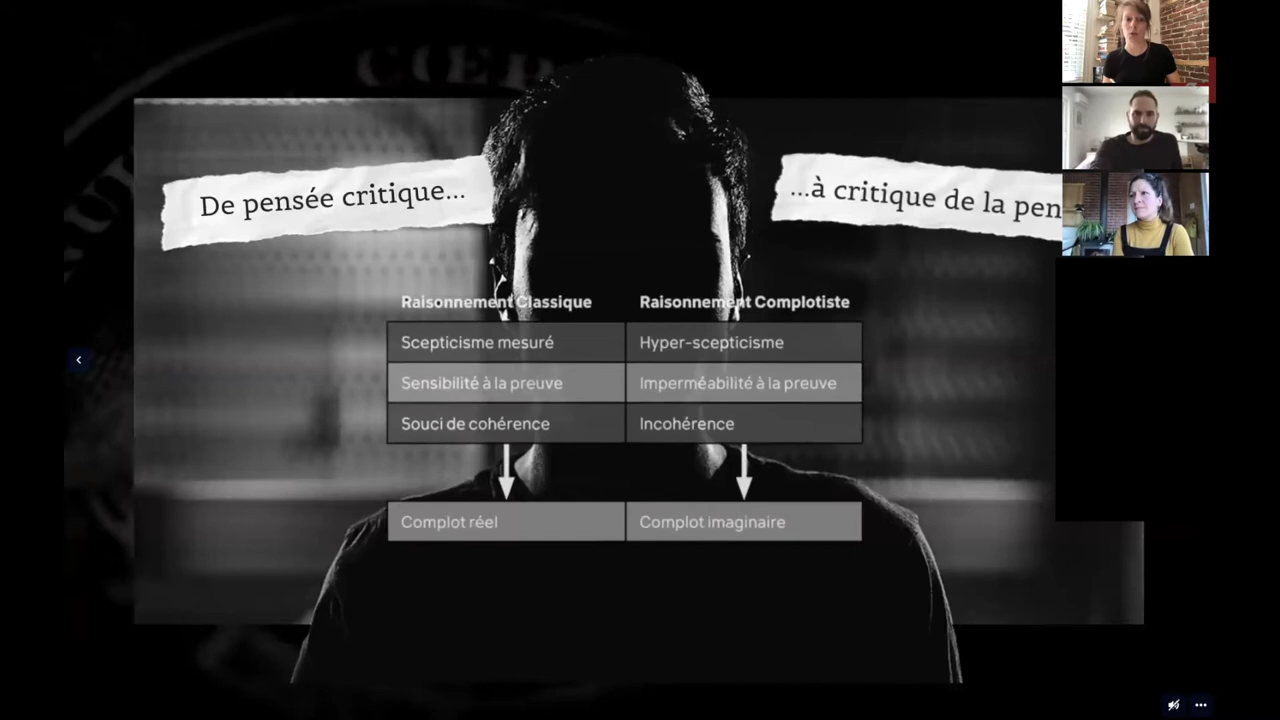 De pensée critique...
...à critique de la pen
Raisonnement Classique
Raisonnement Complotiste
Scepticisme mesuré
Hyper-scepticisme
Sensibilité à la preuve
Imperméabilité à la preuve
Souci de cohérence
Incohérence
Complot réel
Complot imaginaire